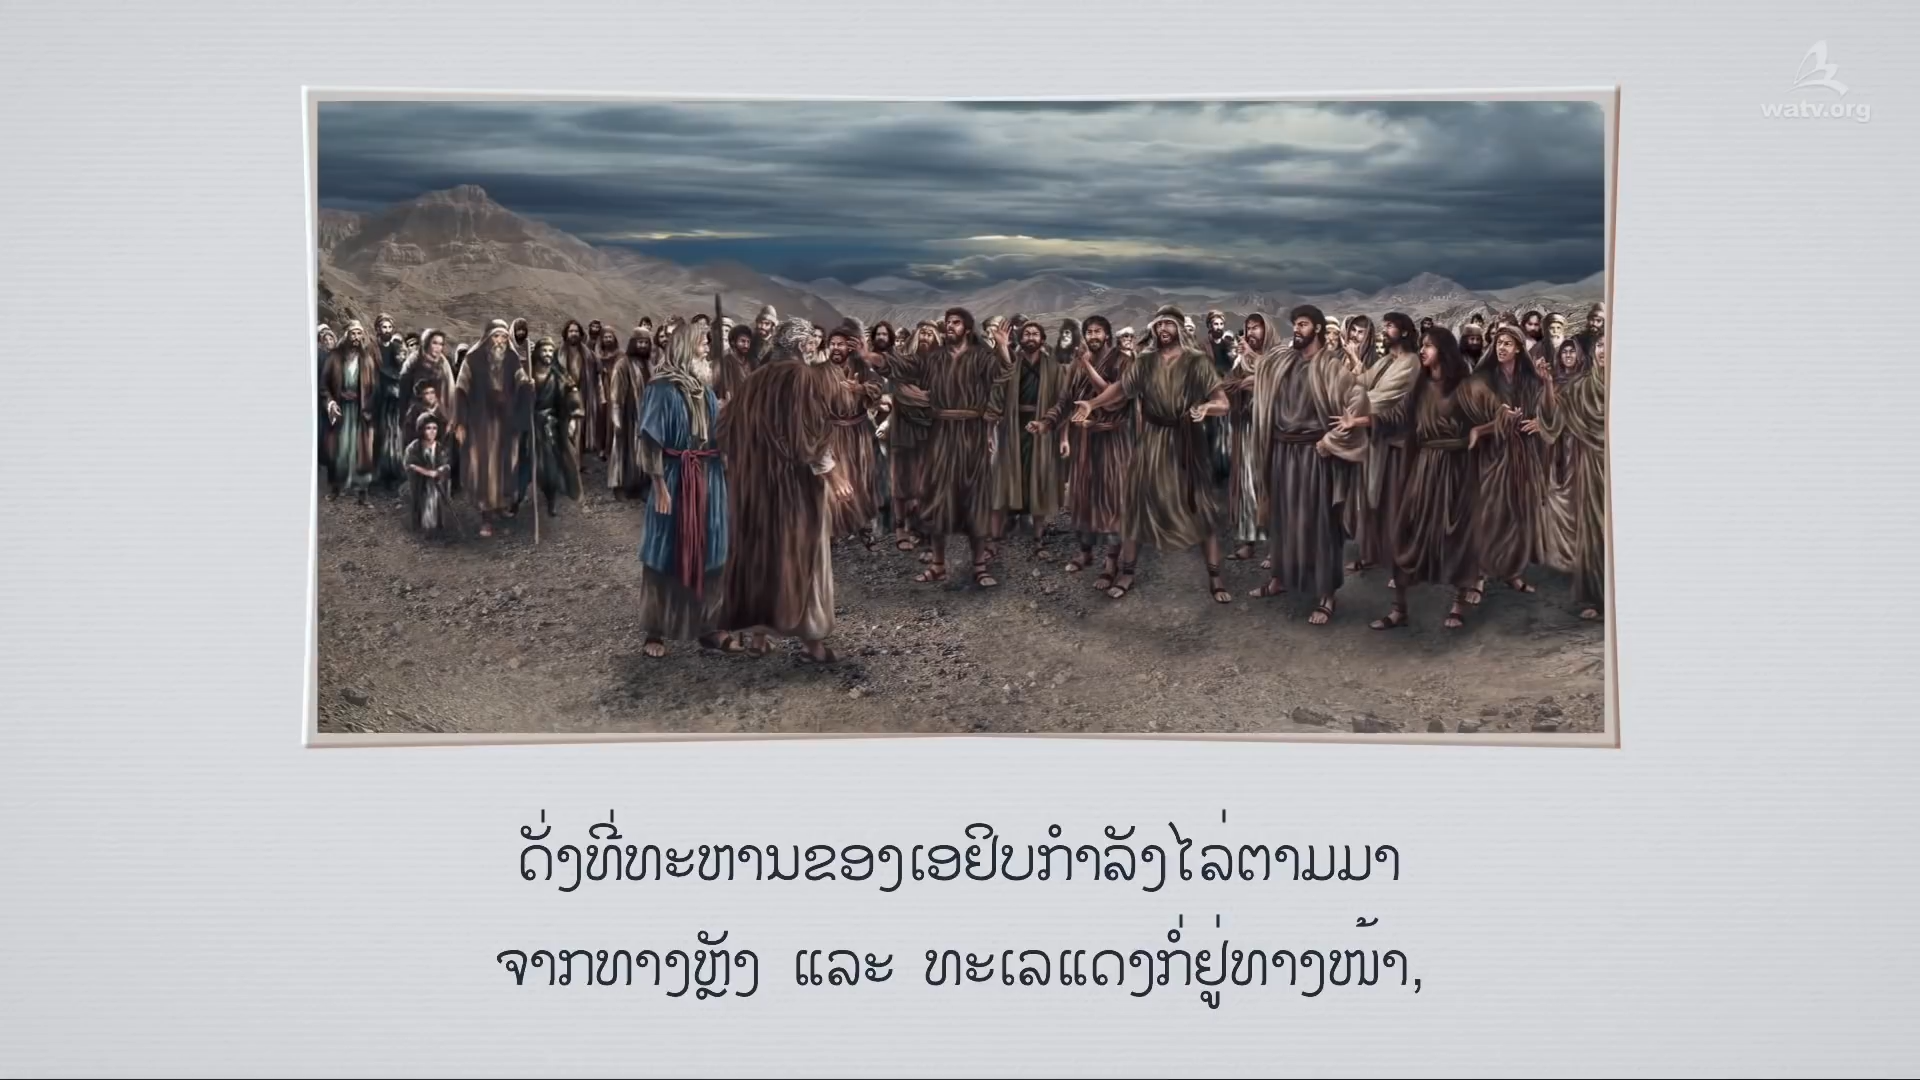 watv.org
ດັ່ງທີ່ທະຫານຂອງເອຢິບກຳລັງໄລ່ຕາມມາ
ຈາກທາງຫຼັງ ແລະ ທະເລແດງກໍ່ຢູ່ທາງໜ້າ,